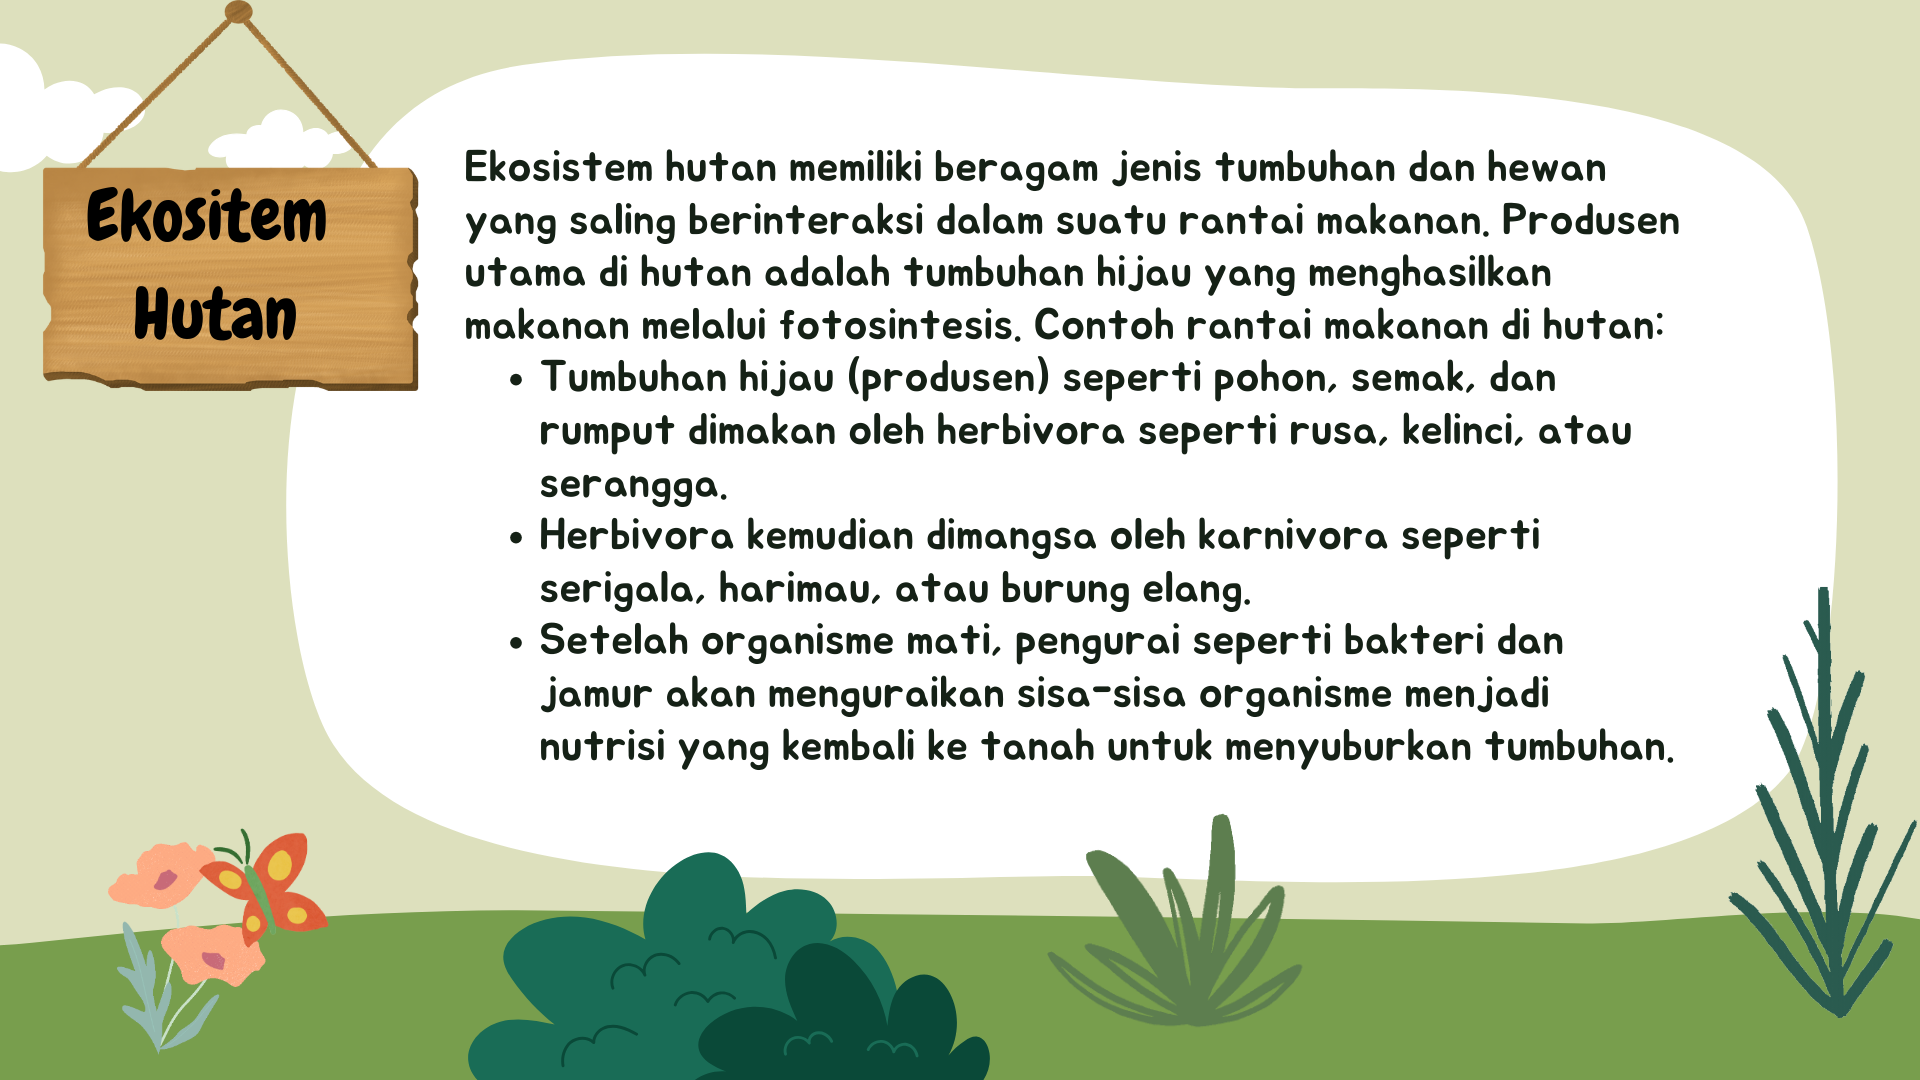 Ekositem
Hutan
Ekosistem hutan memiliki beragam jenis tumbuhan dan hewan
yang saling berinteraksi dalam suatu rantai makanan. Produsen
utama di hutan adalah tumbuhan hijau yang menghasilkan
makanan melalui fotosintesis. Contoh rantai makanan di hutan:
• Tumbuhan hijau (produsen) seperti pohon, semak, dan
rumput dimakan oleh herbivora seperti rusa, kelinci, atau
serangga.
• Herbivora kemudian dimangsa oleh karnivora seperti
serigala, harimau, atau burung elang.
• Setelah organisme mati, pengurai seperti bakteri dan
jamur akan menguraikan sisa-sisa organisme menjadi
nutrisi yang kembali ke tanah untuk menyuburkan tumbuhan.